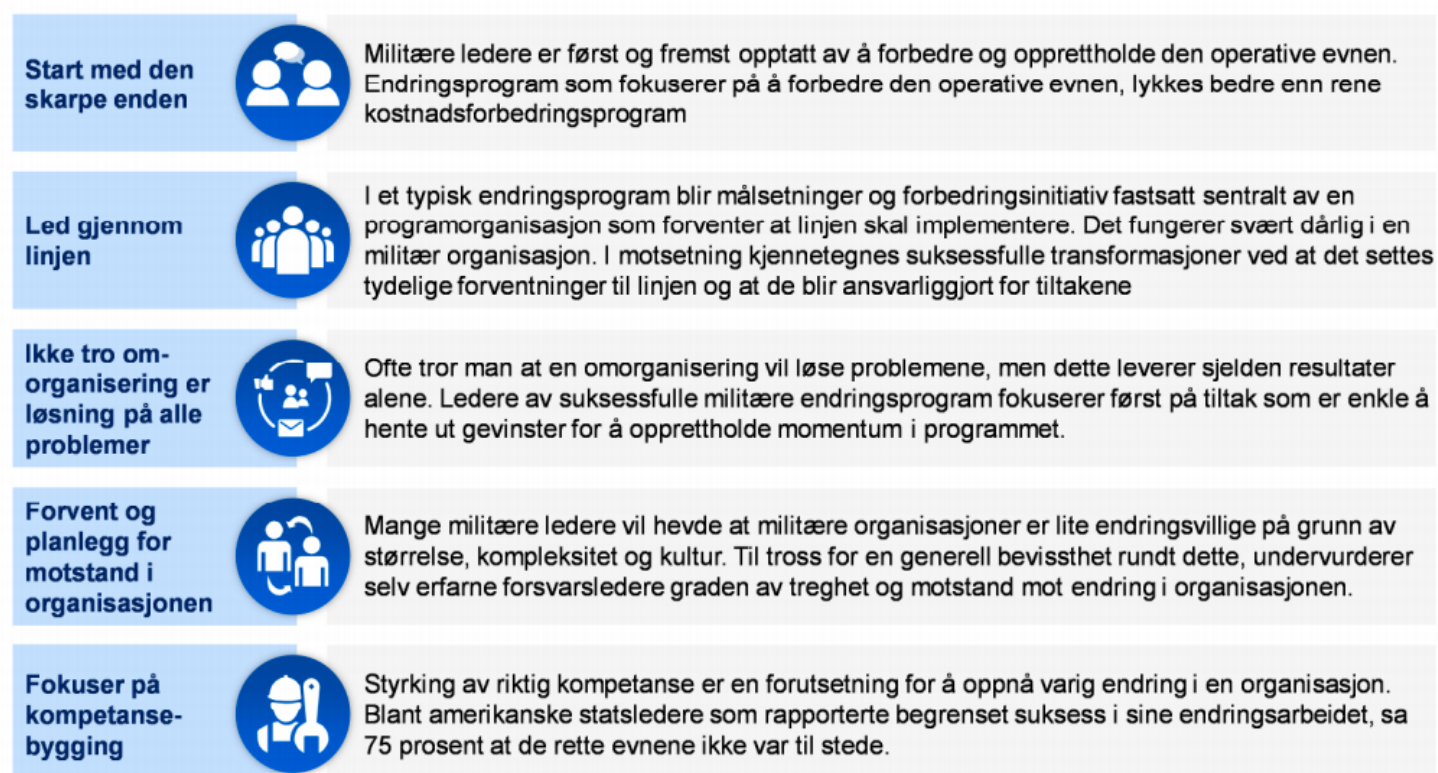 Start med den
skarpe enden
Militære ledere er først og fremst opptatt av å forbedre og opprettholde den operative evnen.
Endringsprogram som fokuserer på å forbedre den operative evnen, lykkes bedre enn rene
kostnadsforbedringsprogram
Led gjennom
linjen
I et typisk endringsprogram blir målsetninger og forbedringsinitiativ fastsatt sentralt av en
programorganisasjon som forventer at linjen skal implementere. Det fungerer svært dårlig i en
militær organisasjon. I motsetning kjennetegnes suksessfulle transformasjoner ved at det settes
tydelige forventninger til linjen og at de blir ansvarliggjort for tiltakene
Ikke tro om-
organisering er
løsning på alle
problemer
Ofte tror man at en omorganisering vil løse problemene, men dette leverer sjelden resultater
alene. Ledere av suksessfulle militære endringsprogram fokuserer først på tiltak som er enkle å
hente ut gevinster for å opprettholde momentum i programmet.
Forvent og
planlegg for
motstand i
organisasjonen
Mange militære ledere vil hevde at militære organisasjoner er lite endringsvillige på grunn av
størrelse, kompleksitet og kultur. Til tross for en generell bevissthet rundt dette, undervurderer
selv erfarne forsvarsledere graden av treghet og motstand mot endring i organisasjonen.
Fokuser på
kompetanse-
bygging
Styrking av riktig kompetanse er en forutsetning for å oppnå varig endring i en organisasjon.
Blant amerikanske statsledere som rapporterte begrenset suksess i sine endringsarbeidet, sa
75 prosent at de rette evnene ikke var til stede.